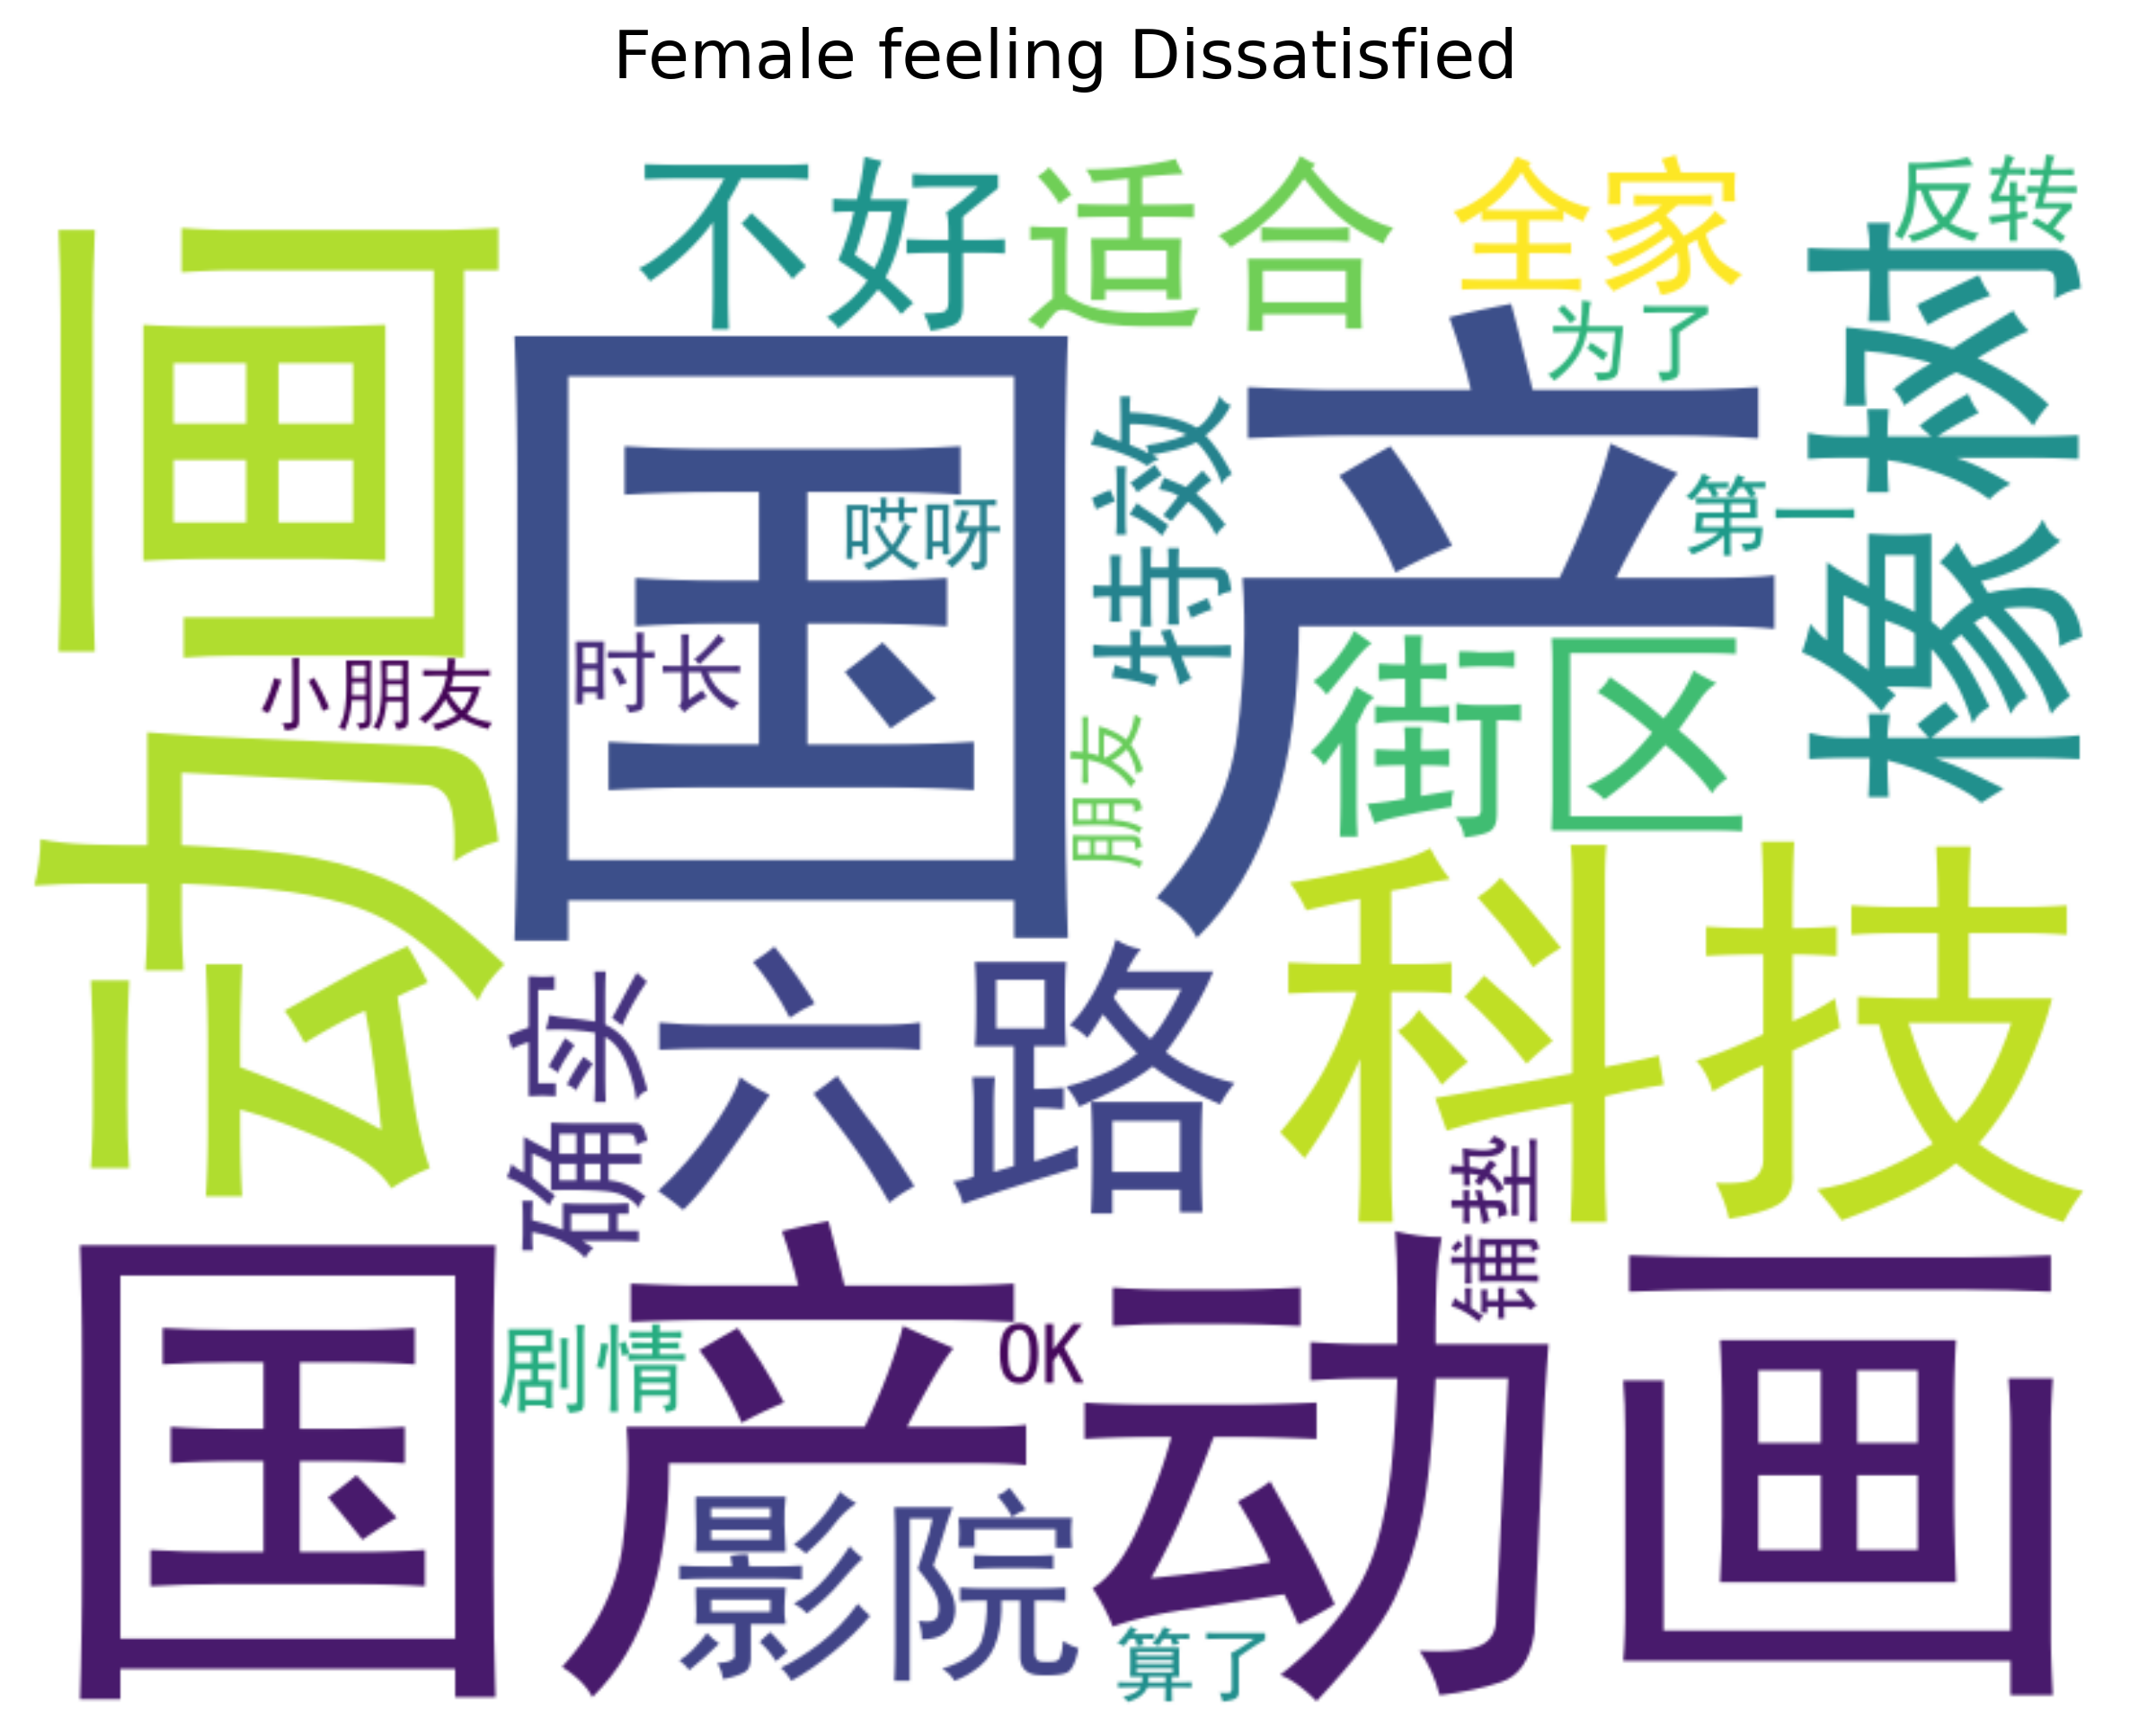 Female feeling Dissatisfied
不好
适合
全家
反转
为了
动画
国产
哎呀
时长
特效
第一
橡树
小朋友
朋友
街区
科技
确实
六路
铺垫
国产动画
剧情
OK
影院
算了